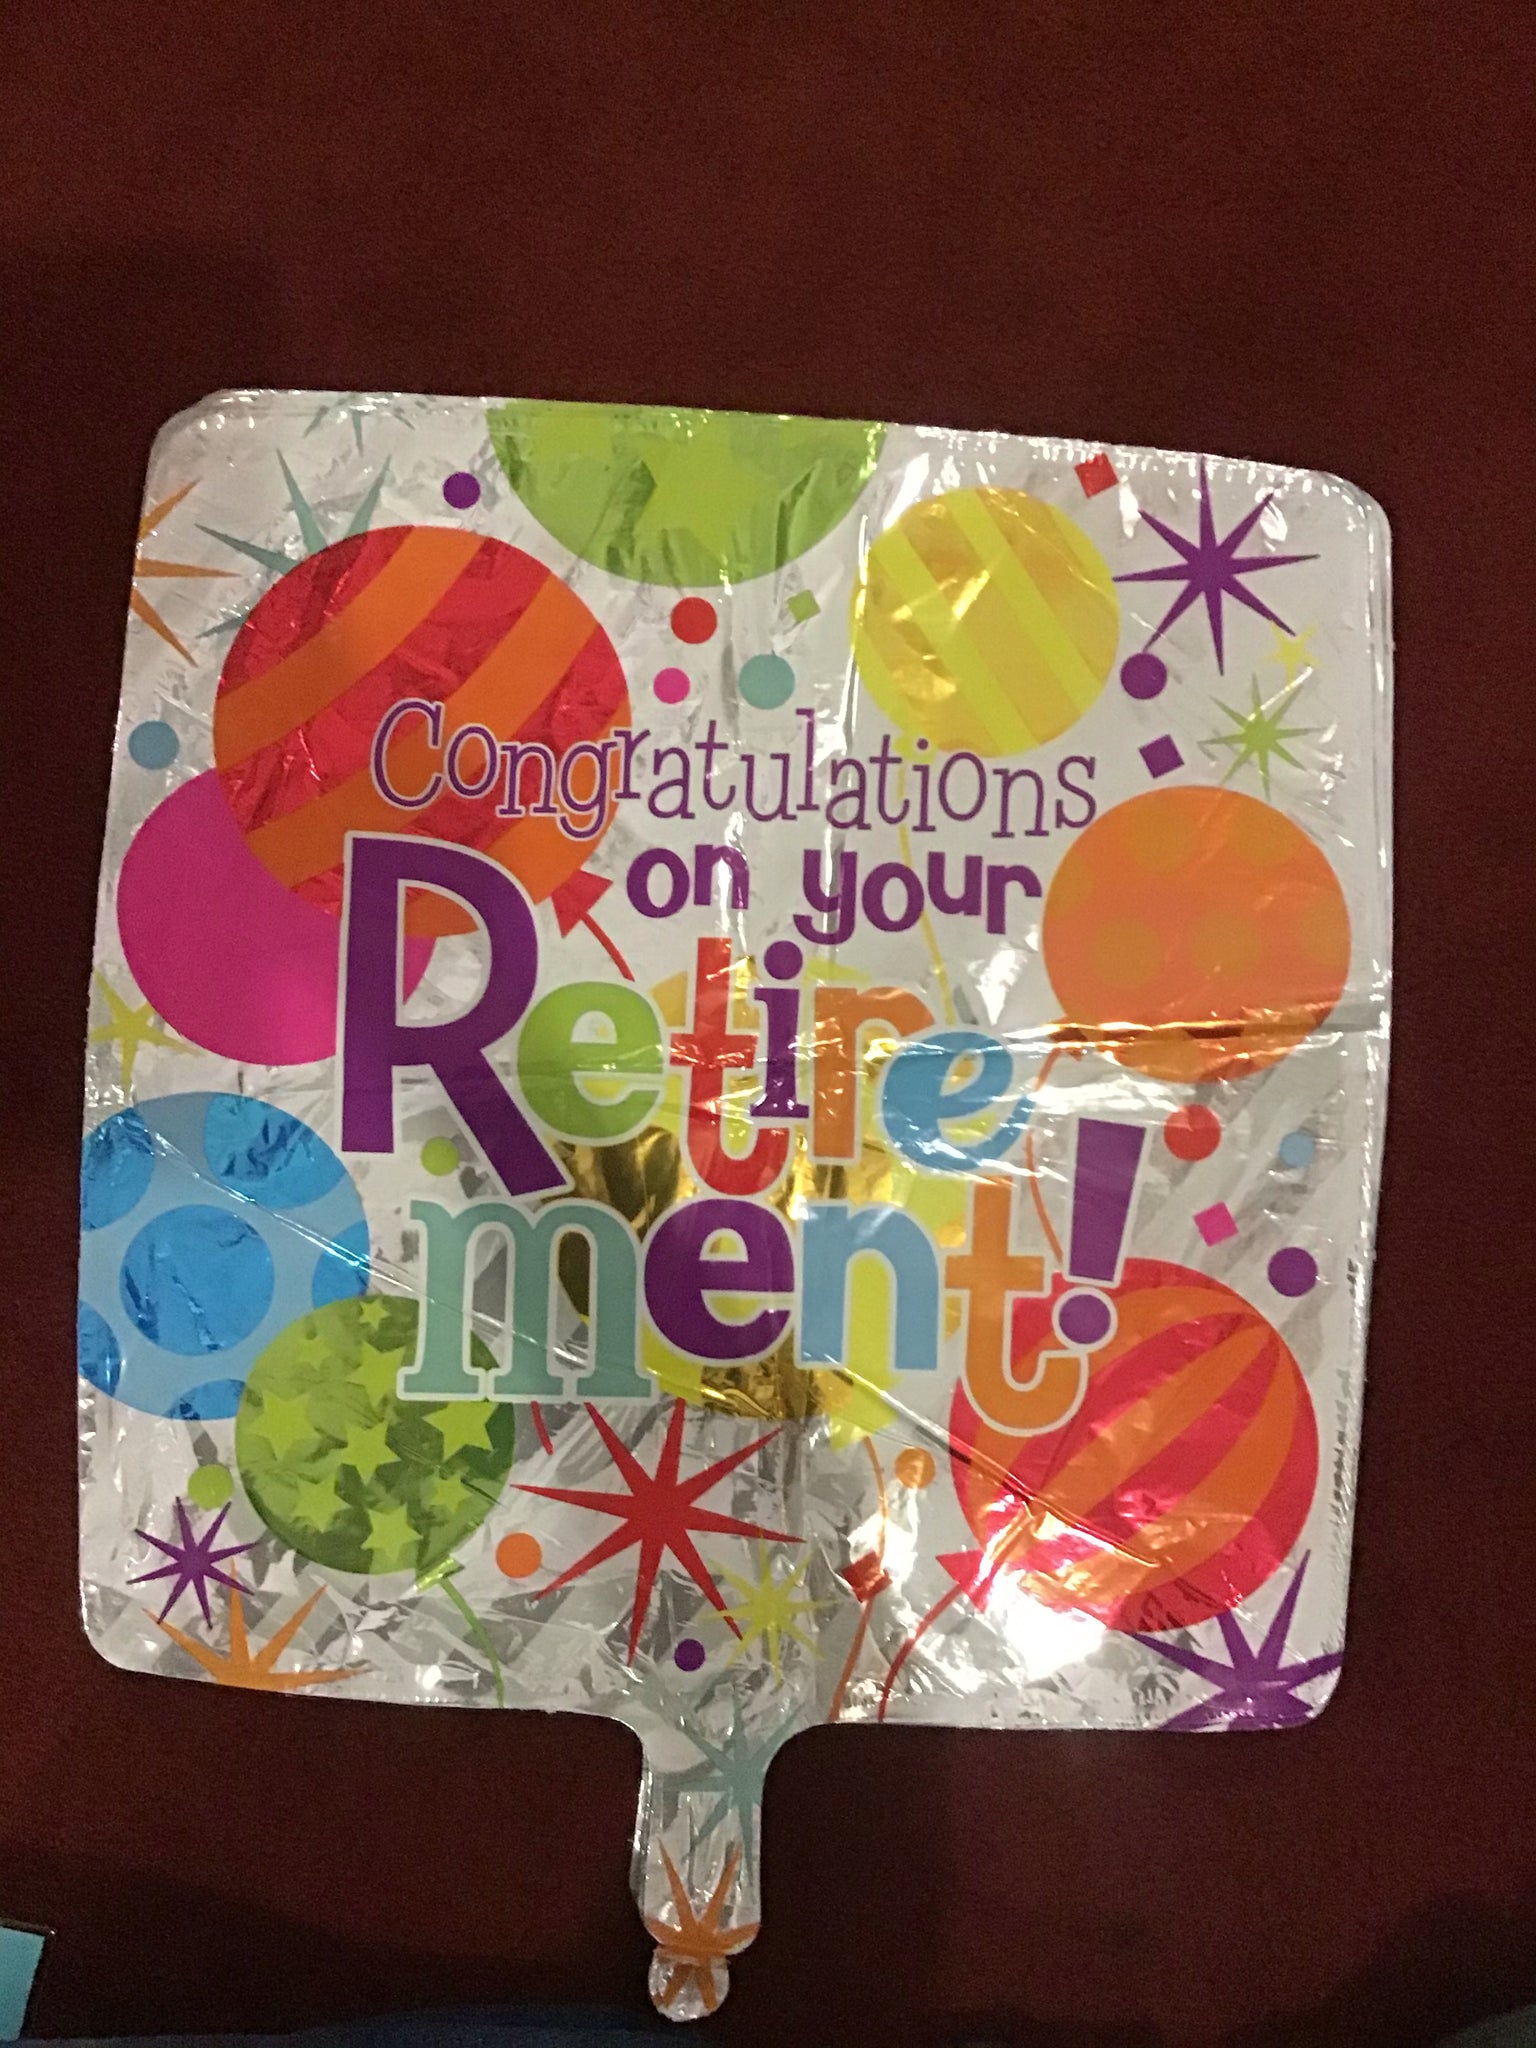 Congratulations
on your
Retire
ment!